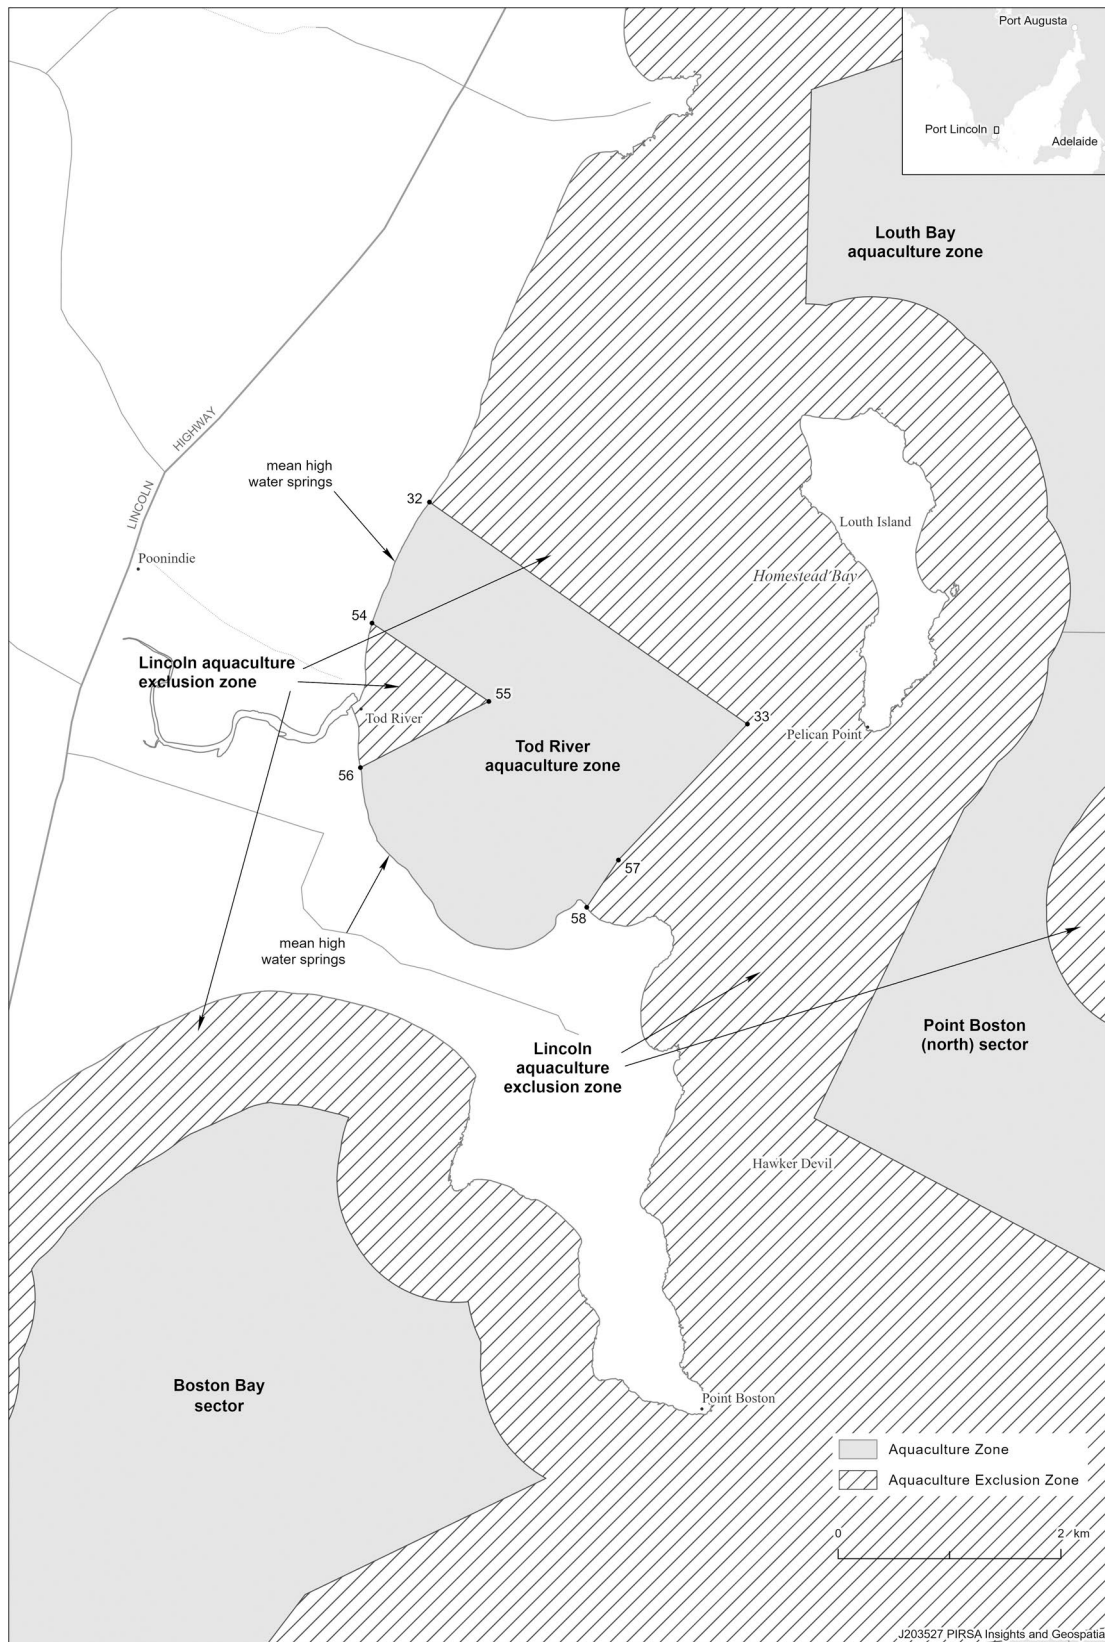 Port Augusta
Port Lincoln
Adelaide
Louth Bay
aquaculture zone
HIGHWAY
LINCOLN
mean high
water springs
32
Louth Island
Poonindie
Homestead Bay
54
Lincoln aquaculture
exclusion zone
55
Tod River
33
Pelican Point
Tod River
aquaculture zone
56
57
58
mean high
water springs
Point Boston
(north) sector
Lincoln
aquaculture
exclusion zone
Hawker Devil
Boston Bay
sector
Point Boston
Aquaculture Zone
Aquaculture Exclusion Zone
0
2 km
J203527 PIRSA Insights and Geospatia